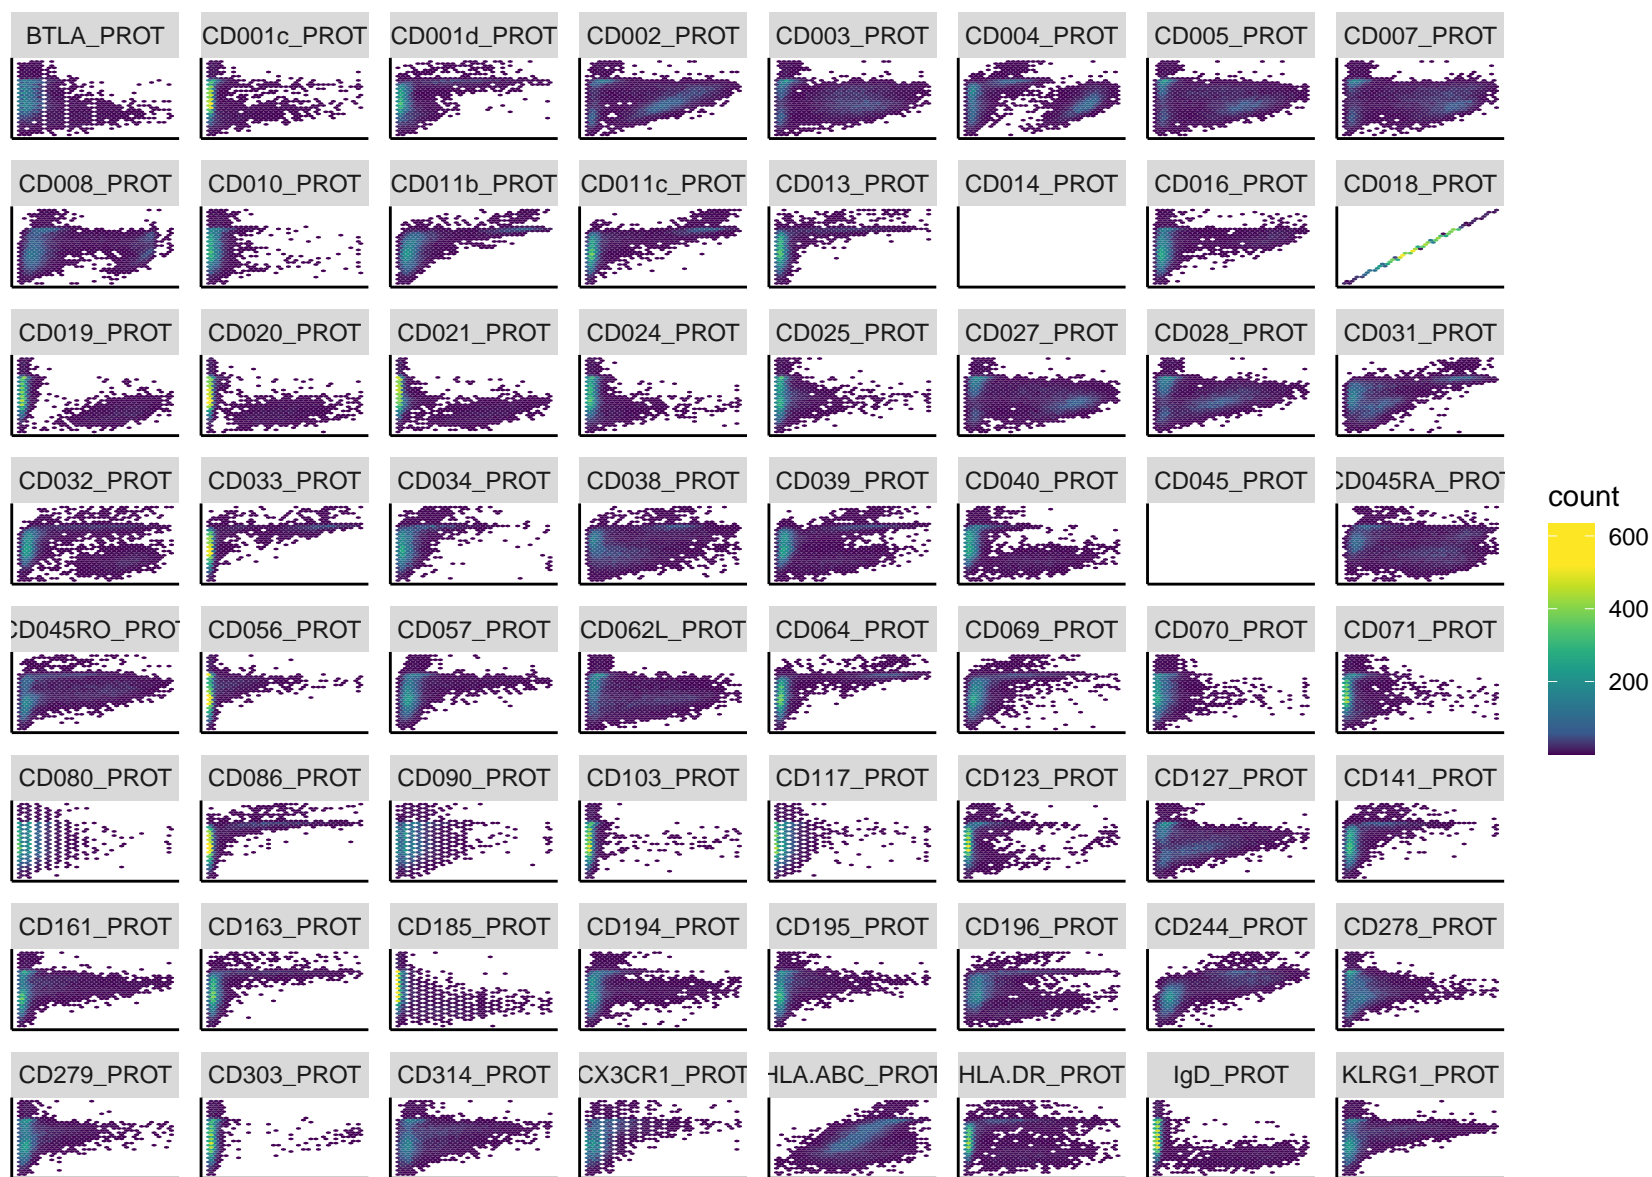 BTLA_PROT CD001c_PROT CD001d_PROT CD002_PROT CD003_PROT CD004_PROT CD005_PROT CD007_PROT
CD008_PROT CD010_PROT CD011b_PROT CD011c_PROT CD013_PROT CD014_PROT CD016_PROT CD018_PROT
CD019_PROT CD020_PROT CD021_PROT CD024_PROT CD025_PROT CD027_PROT CD028_PROT CD031_PROT
CD032_PROT CD033_PROT CD034_PROT CD038_PROT CD039_PROT CD040_PROT CD045_PROT CD045RA_PROT
count
600
400
200
CD045RO_PROT CD056_PROT CD057_PROT CD062L_PROT CD064_PROT CD069_PROT CD070_PROT CD071_PROT
CD080_PROT CD086_PROT CD090_PROT CD103_PROT CD117_PROT CD123_PROT CD127_PROT CD141_PROT
CD161_PROT CD163_PROT CD185_PROT CD194_PROT CD195_PROT CD196_PROT CD244_PROT CD278_PROT
CD279_PROT CD303_PROT CD314_PROT CX3CR1_PROT HLA.ABC_PROT HLA.DR_PROT IgD_PROT KLRG1_PROT